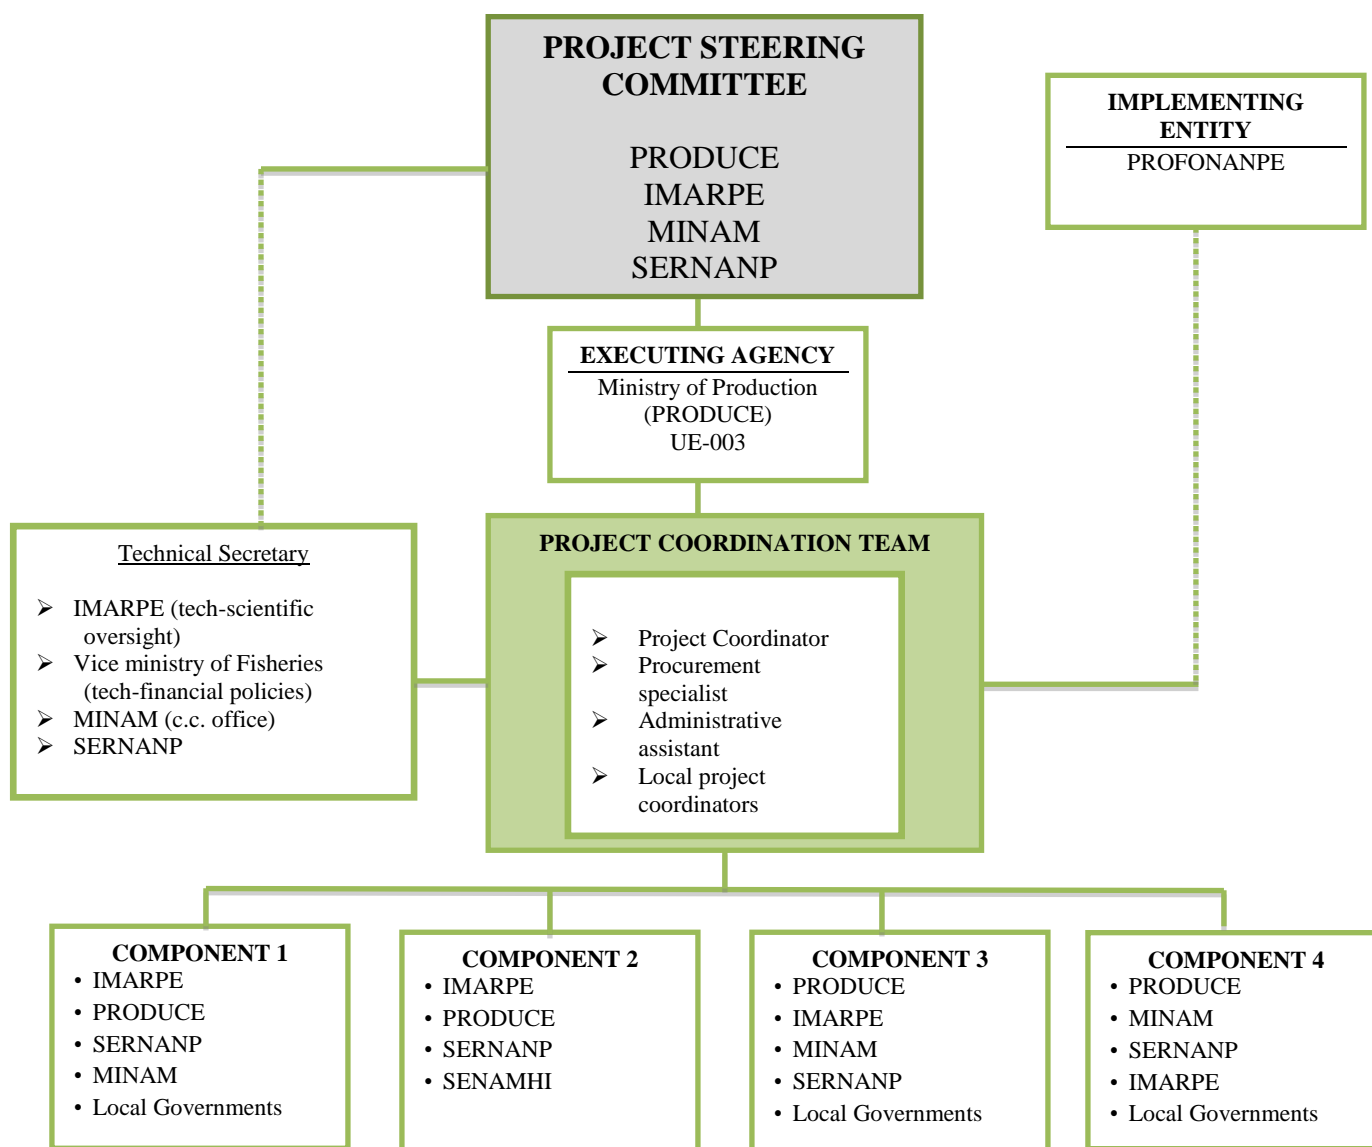 PROJECT STEERING
COMMITTEE
PRODUCE
IMARPE
MINAM
SERNANP
IMPLEMENTING
ENTITY
PROFONANPE
EXECUTING AGENCY
Ministry of Production
(PRODUCE)
UE-003
Technical Secretary
➢ IMARPE (tech-scientific
oversight)
➢ Vice ministry of Fisheries
(tech-financial policies)
➢ MINAM (c.c. office)
➢ SERNANP
PROJECT COORDINATION TEAM
➢ Project Coordinator
➢ Procurement
specialist
➢ Administrative
assistant
➢ Local project
coordinators
COMPONENT 1
• IMARPE
• PRODUCE
• SERNANP
• MINAM
• Local Governments
COMPONENT 2
• IMARPE
• PRODUCE
• SERNANP
• SENAMHI
COMPONENT 3
• PRODUCE
• IMARPE
• MINAM
• SERNANP
• Local Governments
COMPONENT 4
• PRODUCE
• MINAM
• SERNANP
• IMARPE
• Local Governments